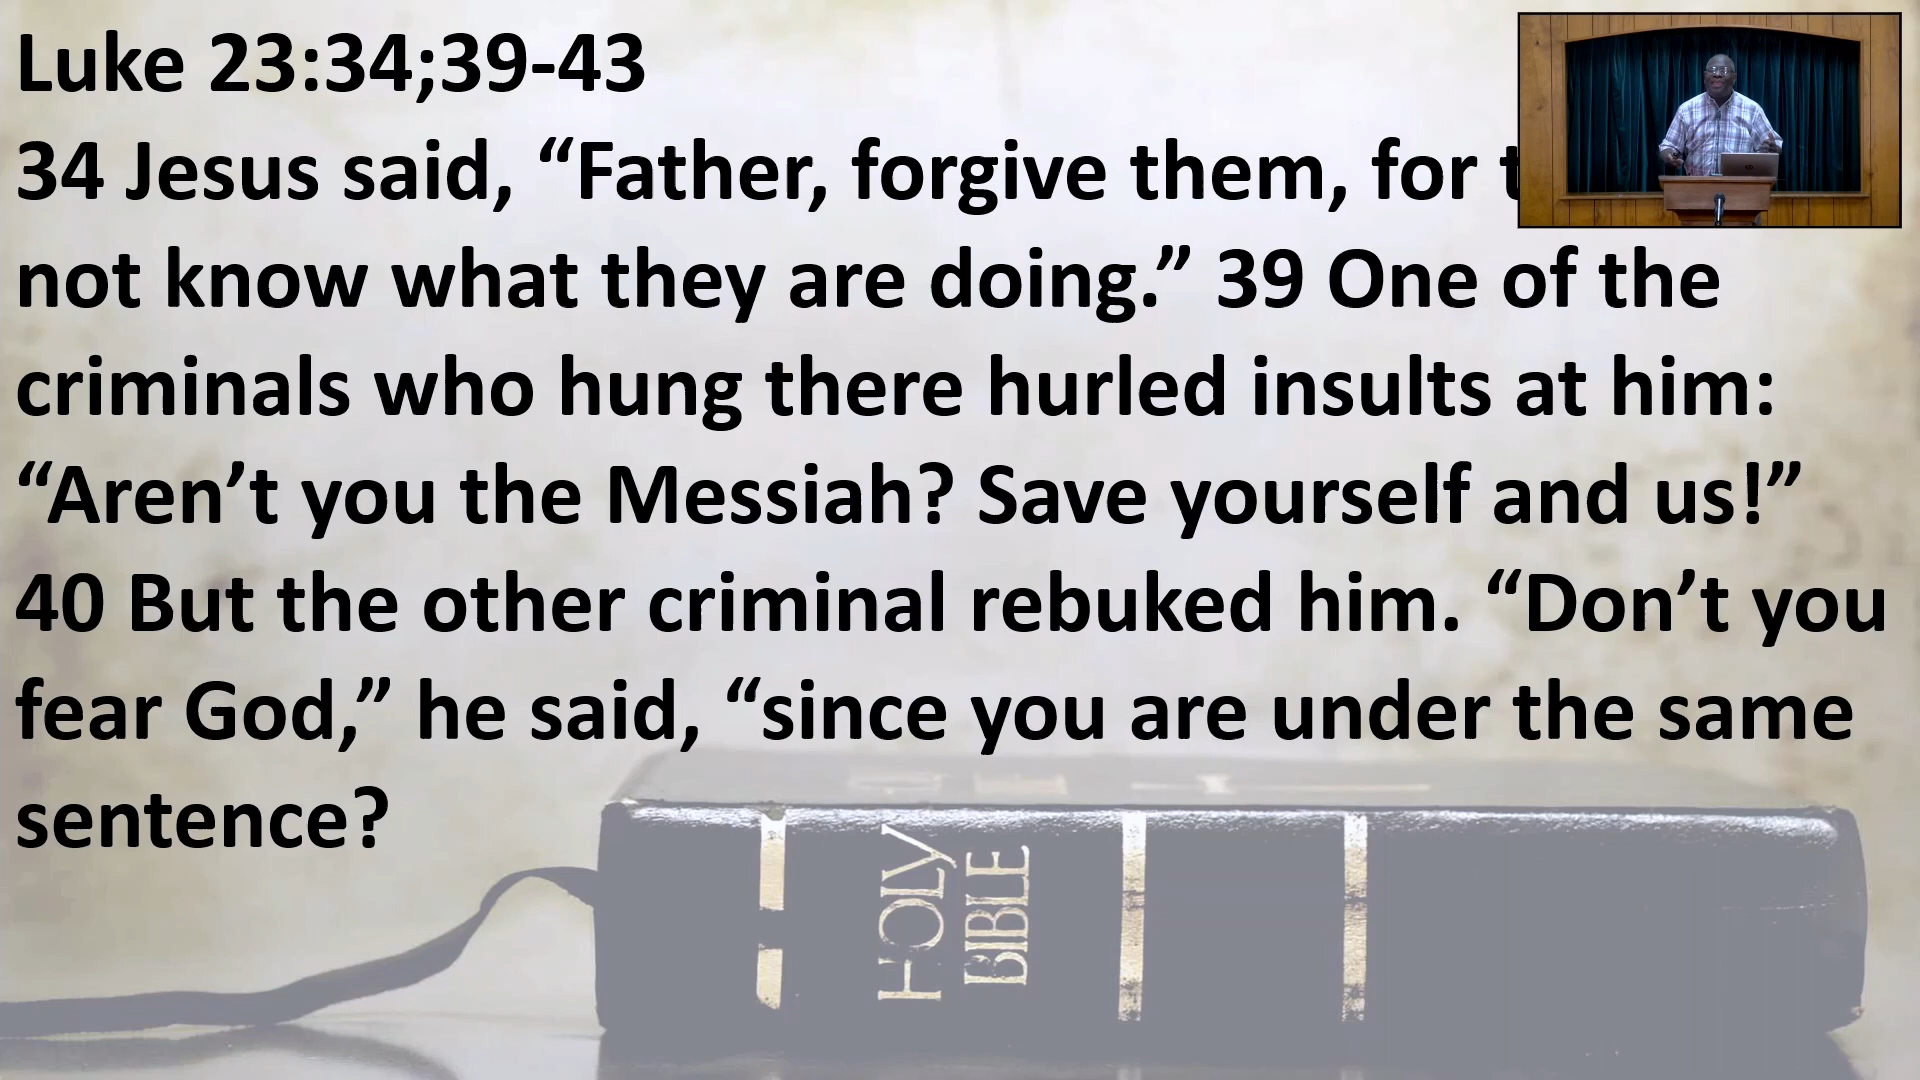 Luke 23:34;39-43
34 Jesus said, “Father, forgive them, for
not know what they are doing.” 39 One of the
criminals who hung there hurled insults at him:
“Aren’t you the Messiah? Save yourself and us!”
40 But the other criminal rebuked him. “Don’t you
fear God,” he said, “since you are under the same
sentence?
HOLY
BIBLE